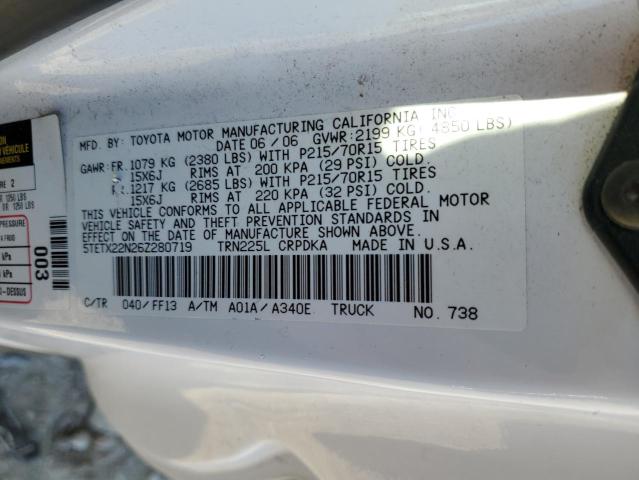 MFD. BY: TOYOTA MOTOR MANUFACTURING CALIFORNIA INC
DATE 06/06 GVWR: 2199 KG( 4850 LBS)
GAWR: FR. 1079 KG (2380 LBS) WITH P215/70R15 TIRES
15X6J RIMS AT 200 KPA (29 PSI) COLD.
1217 KG (2685 LBS) WITH P215/70R15 TIRES
15X6J RIMS AT 220 KPA (32 PSI) COLD.
THIS VEHICLE CONFORMS TO ALL APPLICABLE FEDERAL MOTOR
VEHICLE SAFETY AND THEFT PREVENTION STANDARDS IN
EFFECT ON THE DATE OF MANUFACTURE SHOWN ABOVE.
5TETX22N26Z280719 TRN225L CRPDKA MADE IN U.S.A.
C/TR 040/FF13 A/TM A01A/A340E TRUCK NO. 738
003
kPa
-DESSUS